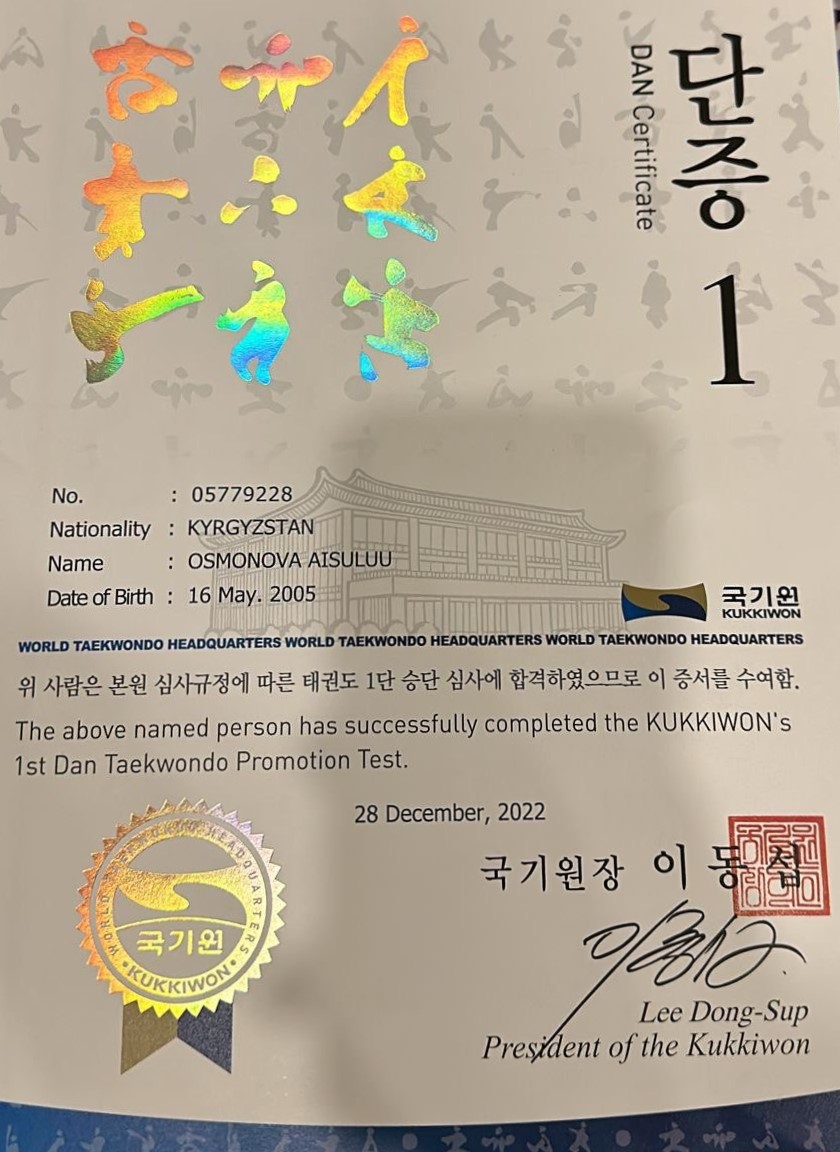 단증
DAN Certificate
1
No. : 05779228
Nationality : KYRGYZSTAN
Name : OSMONOVA AISULUU
Date of Birth : 16 May. 2005
국기원
KUKKIWON
WORLD TAEKWONDO HEADQUARTERS WORLD TAEKWONDO HEADQUARTERS WORLD TAEKWONDO HEADQUARTERS
위 사람은 본원 심사규정에 따른 태권도 1단 승단 심사에 합격하였으므로 이 증서를 수여함.
The above named person has successfully completed the KUKKIWON's
1st Dan Taekwondo Promotion Test.
28 December, 2022
국기원장 이동섭
WORLD TAEKWONDO HEADQUARTERS
국기원
KUKKIWON
Lee Dong-Sup
President of the Kukkiwon